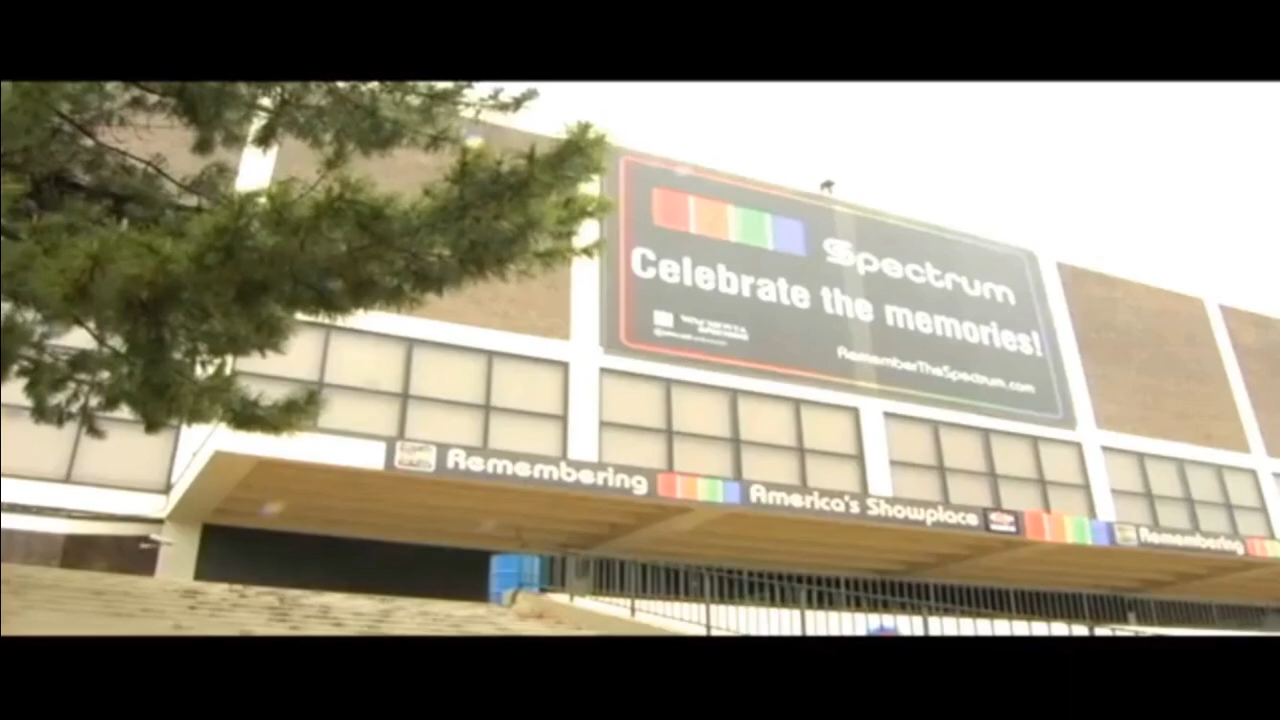 Spectrum
Celebrate the memories!
RememberTheSpectrum.com
Remembering America's Showplace Remembering